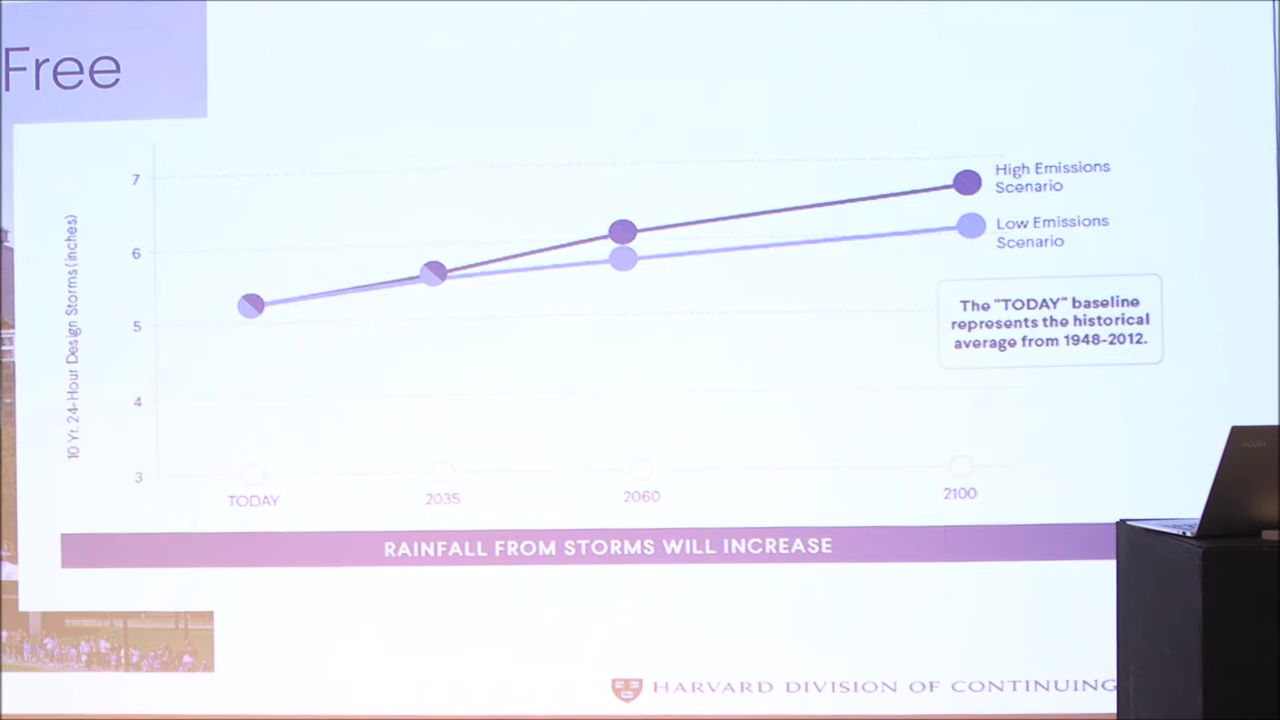 Free
7
6
5
4
3
10 Yr. 24-Hour Design Storms (inches)
High Emissions
Scenario
Low Emissions
Scenario
The "TODAY" baseline
represents the historical
average from 1948-2012.
TODAY
2035
2060
2100
RAINFALL FROM STORMS WILL INCREASE
HARVARD DIVISION OF CONTINUING